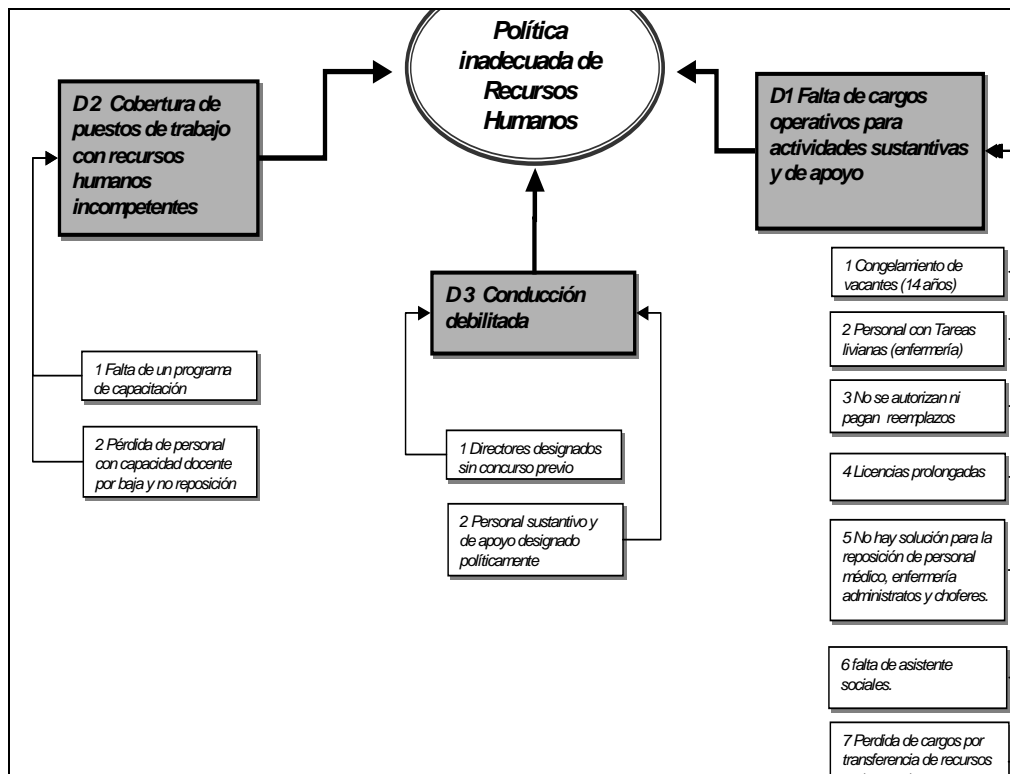 Política
inadecuada de
Recursos
Humanos
D2 Cobertura de
puestos de trabajo
con recursos
humanos
incompetentes
D1 Falta de cargos
operativos para
actividades sustantivas
y de apoyo
D3 Conducción
debilitada
1 Falta de un programa
de capacitación
2 Pérdida de personal
con capacidad docente
por baja y no reposición
1 Directores designados
sin concurso previo
2 Personal sustantivo y
de apoyo designado
políticamente
1 Congelamiento de
vacantes (14 años)
2 Personal con Tareas
livianas (enfermería)
3 No se autorizan ni
pagan reemplazos
4 Licencias prolongadas
5 No hay solución para la
reposición de personal
médico, enfermería
administratos y choferes.
6 falta de asistente
sociales.
7 Perdida de cargos por
transferencia de recursos